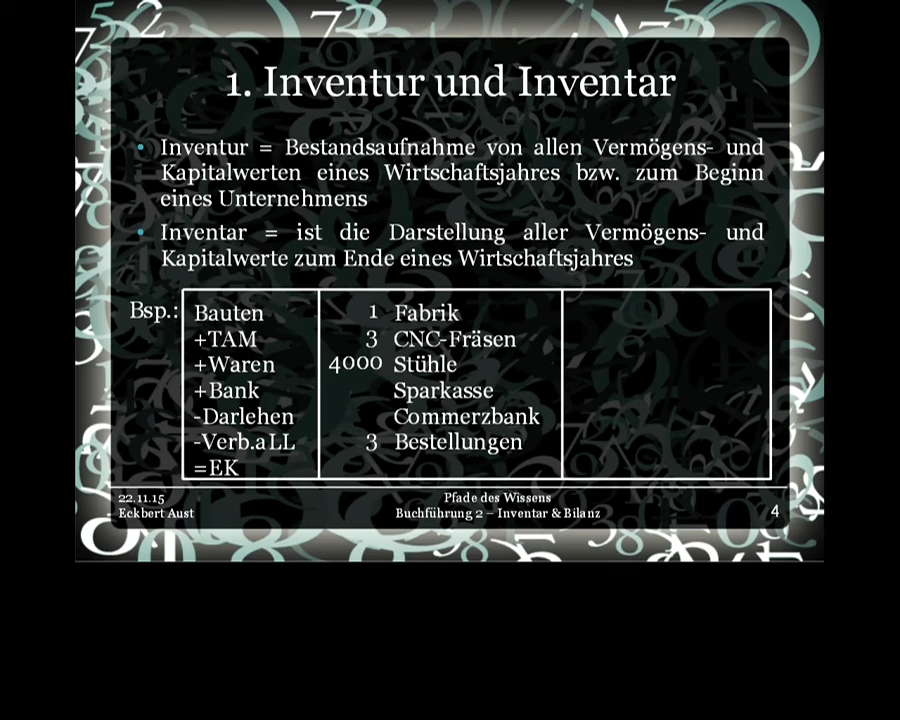 1. Inventur und Inventar
• Inventur = Bestandsaufnahme von allen Vermögens- und
Kapitalwerten eines Wirtschaftsjahres bzw. zum Beginn
eines Unternehmens
• Inventar = ist die Darstellung aller Vermögens- und
Kapitalwerte zum Ende eines Wirtschaftsjahres
Bsp.: Bauten 1 Fabrik
+TAM 3 CNC-Fräsen
+Waren 4000 Stühle
+Bank Sparkasse
-Darlehen Commerzbank
-Verb.aLL 3 Bestellungen
=EK
22.11.15 Pfade des Wissens
Eckbert Aust Buchführung 2 – Inventar & Bilanz 4